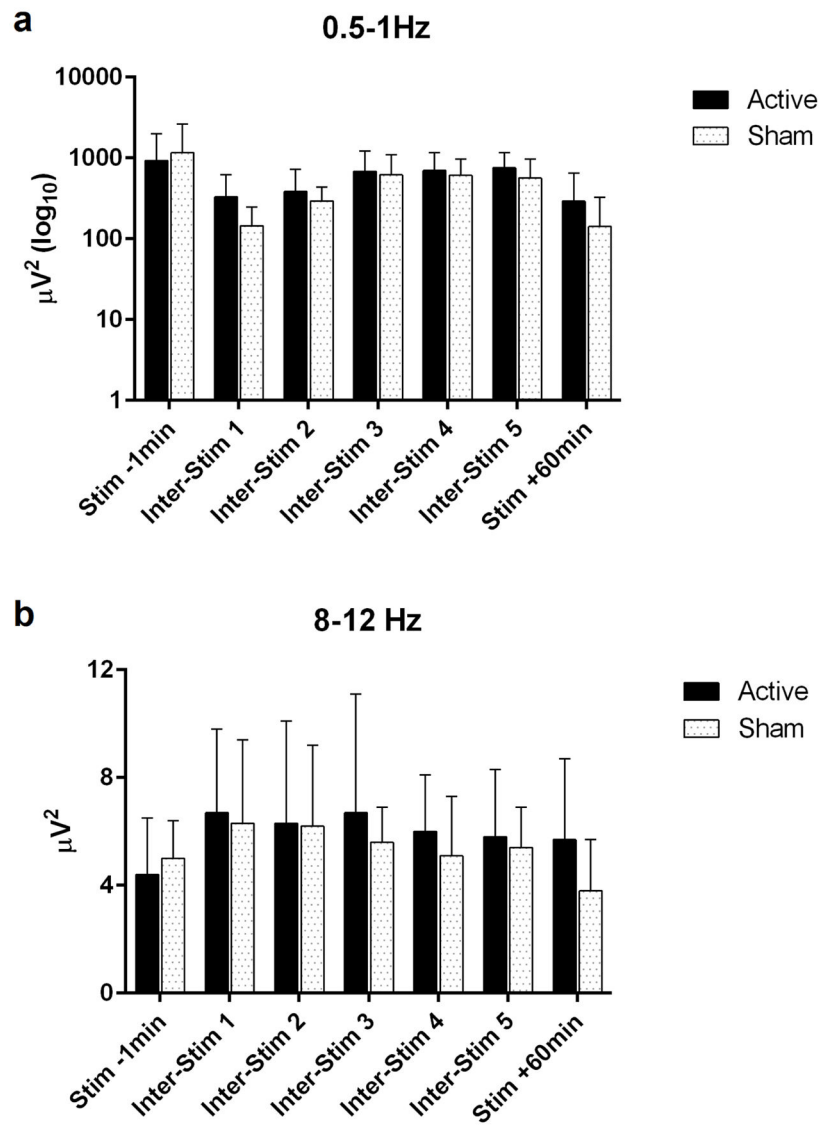 a
0.5-1Hz
10000
1000
100
10
1
μV² (log₁₀)
Active
Sham
Stim -1min
Inter-Stim 1
Inter-Stim 2
Inter-Stim 3
Inter-Stim 4
Inter-Stim 5
Stim +60min
b
8-12 Hz
12
8
4
0
μV²
Active
Sham
Stim -1min
Inter-Stim 1
Inter-Stim 2
Inter-Stim 3
Inter-Stim 4
Inter-Stim 5
Stim +60min